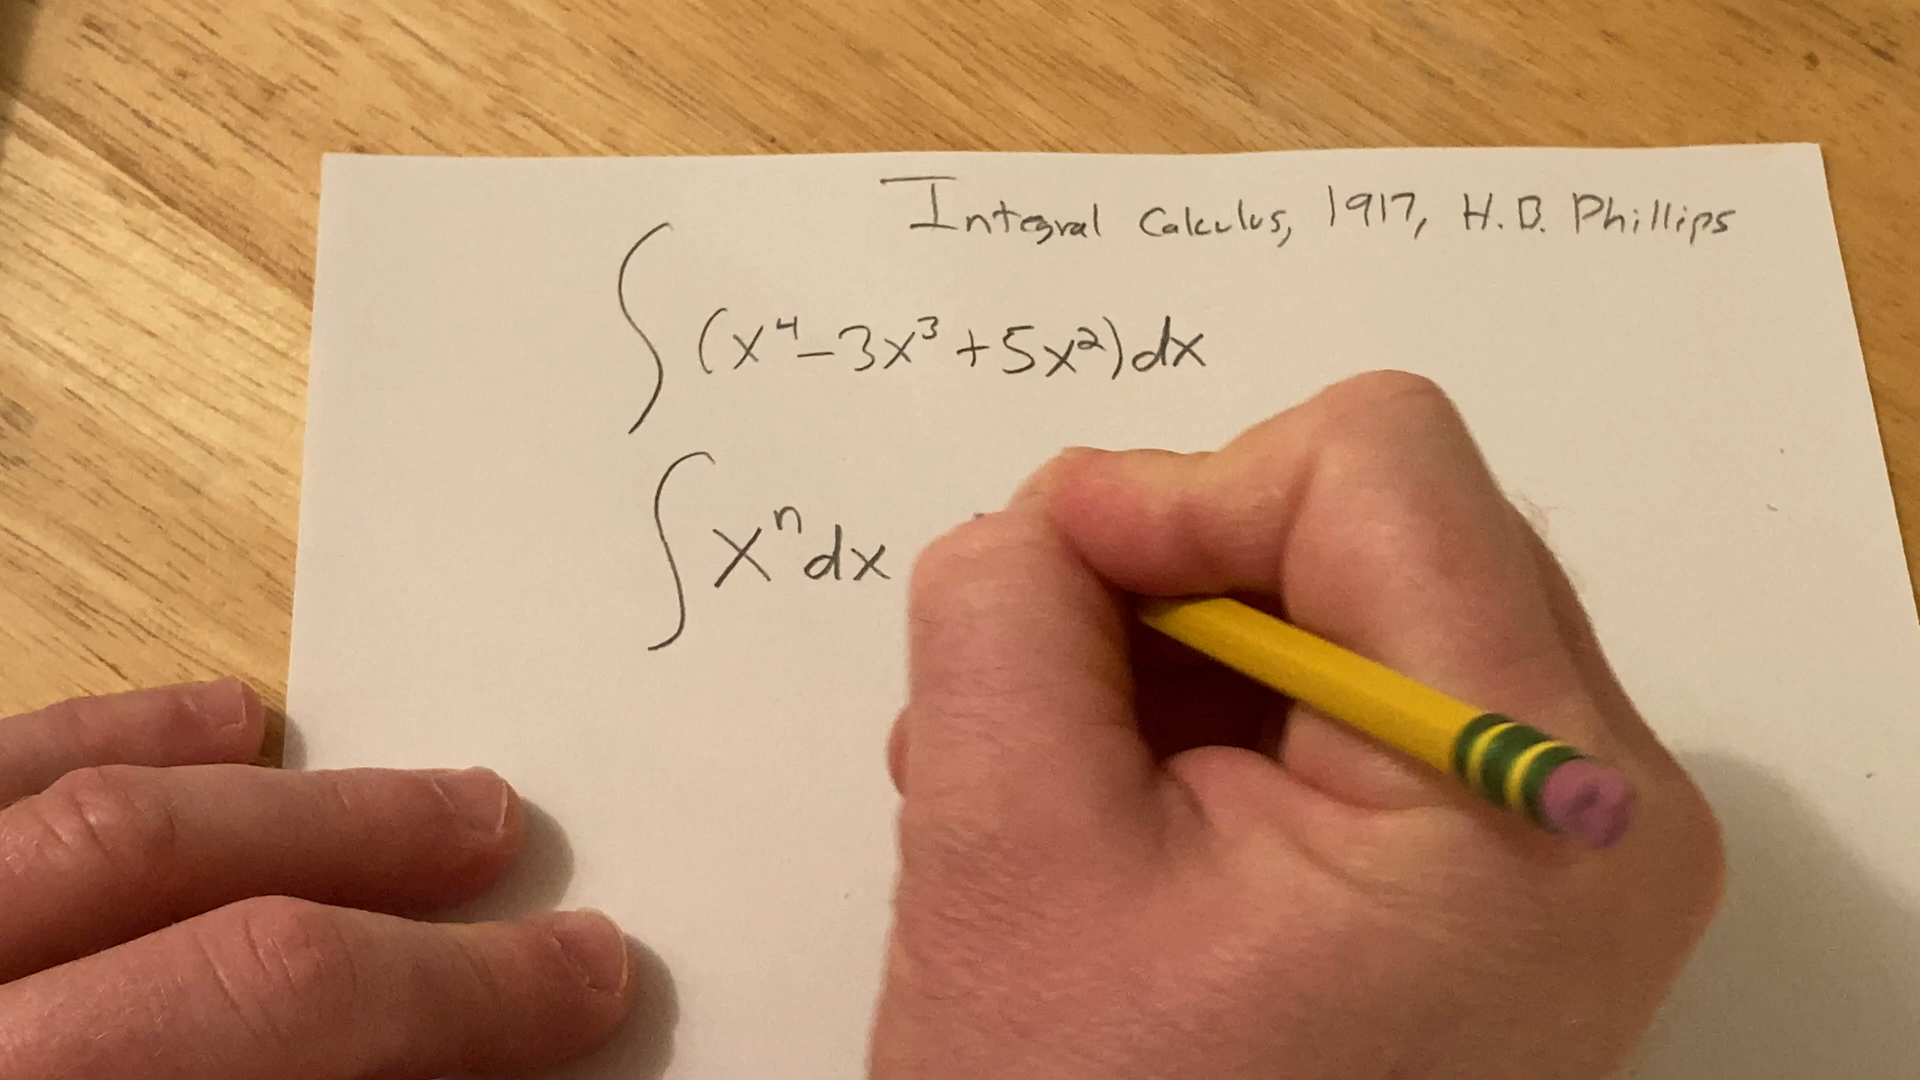 Integral Calculus, 1917, H.B. Phillips
∫ (x⁴-3x³+5x²)dx
∫ xⁿdx